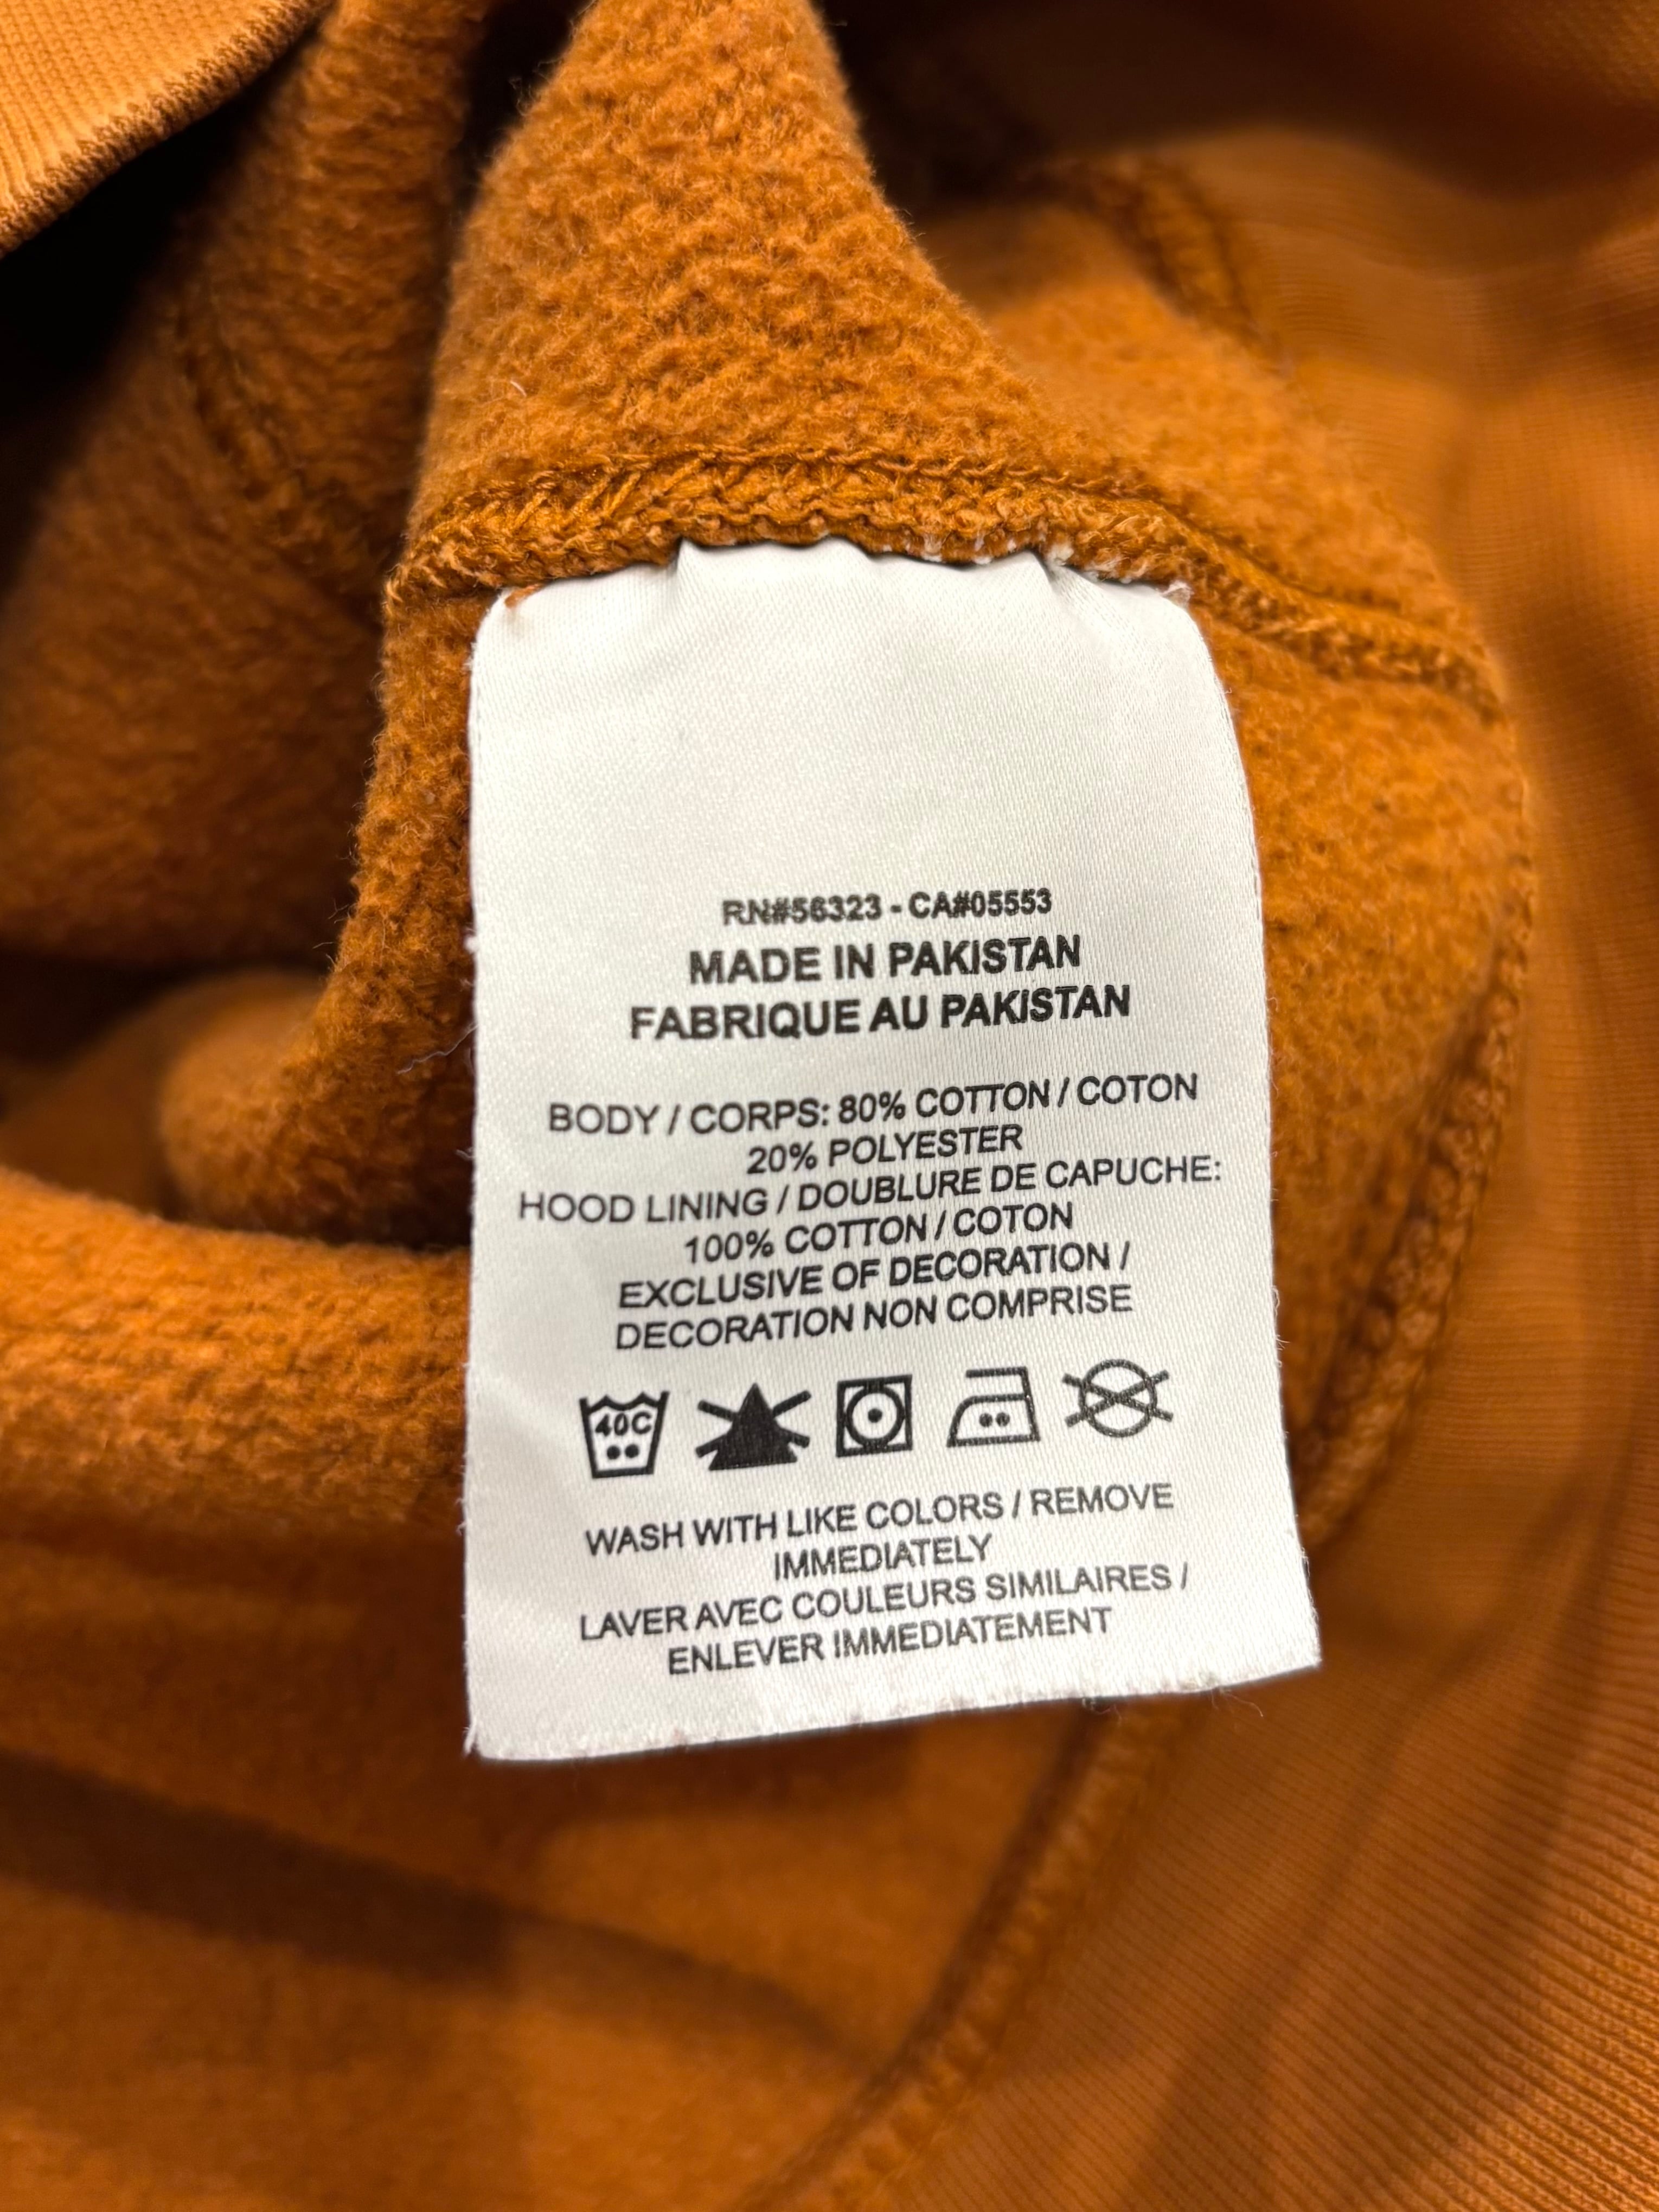 RN#56323 - CA#05553
MADE IN PAKISTAN
FABRIQUE AU PAKISTAN
BODY / CORPS: 80% COTTON / COTON
20% POLYESTER
HOOD LINING / DOUBLURE DE CAPUCHE:
100% COTTON / COTON
EXCLUSIVE OF DECORATION /
DECORATION NON COMPRISE
40C
WASH WITH LIKE COLORS / REMOVE
IMMEDIATELY
LAVER AVEC COULEURS SIMILAIRES /
ENLEVER IMMEDIATEMENT